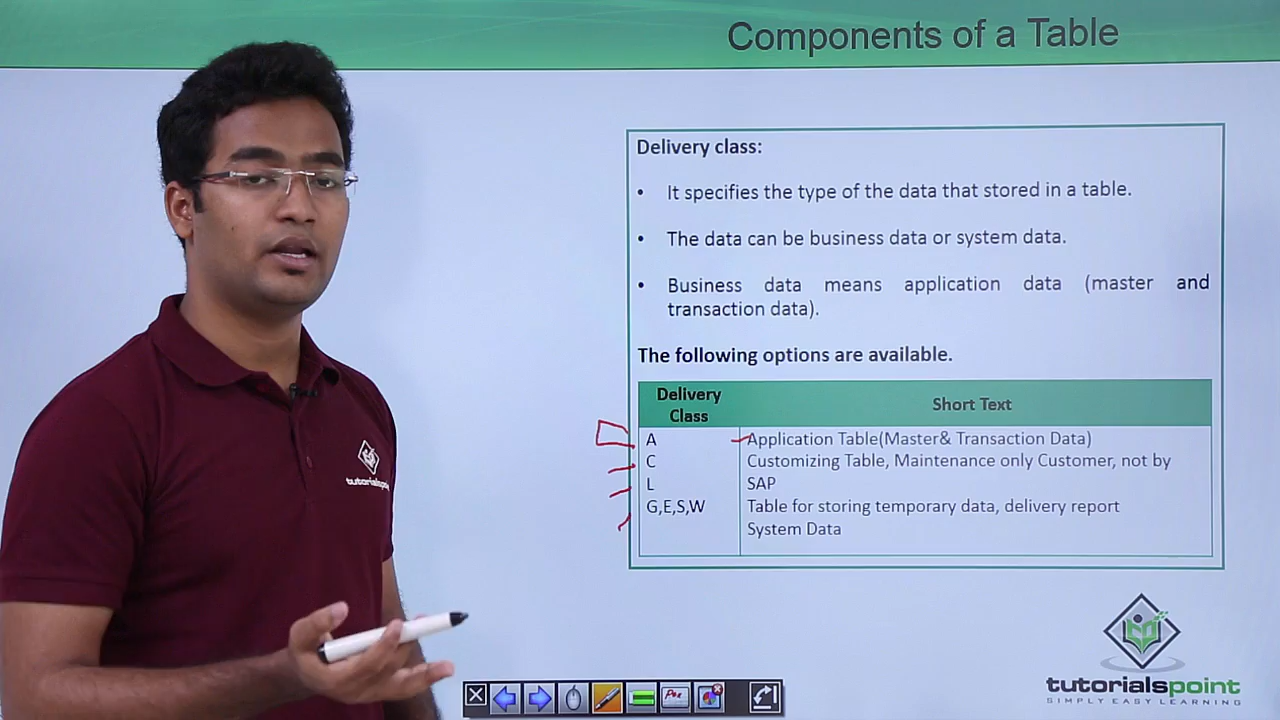 Components of a Table
Delivery class:
• It specifies the type of the data that stored in a table.
• The data can be business data or system data.
• Business data means application data (master and
transaction data).
The following options are available.
Delivery
Class
Short Text
A Application Table(Master& Transaction Data)
C Customizing Table, Maintenance only Customer, not by
L SAP
G,E,S,W Table for storing temporary data, delivery report
System Data
tutorialspoint
tutorialspoint
SIMPLY EASY LEARNING